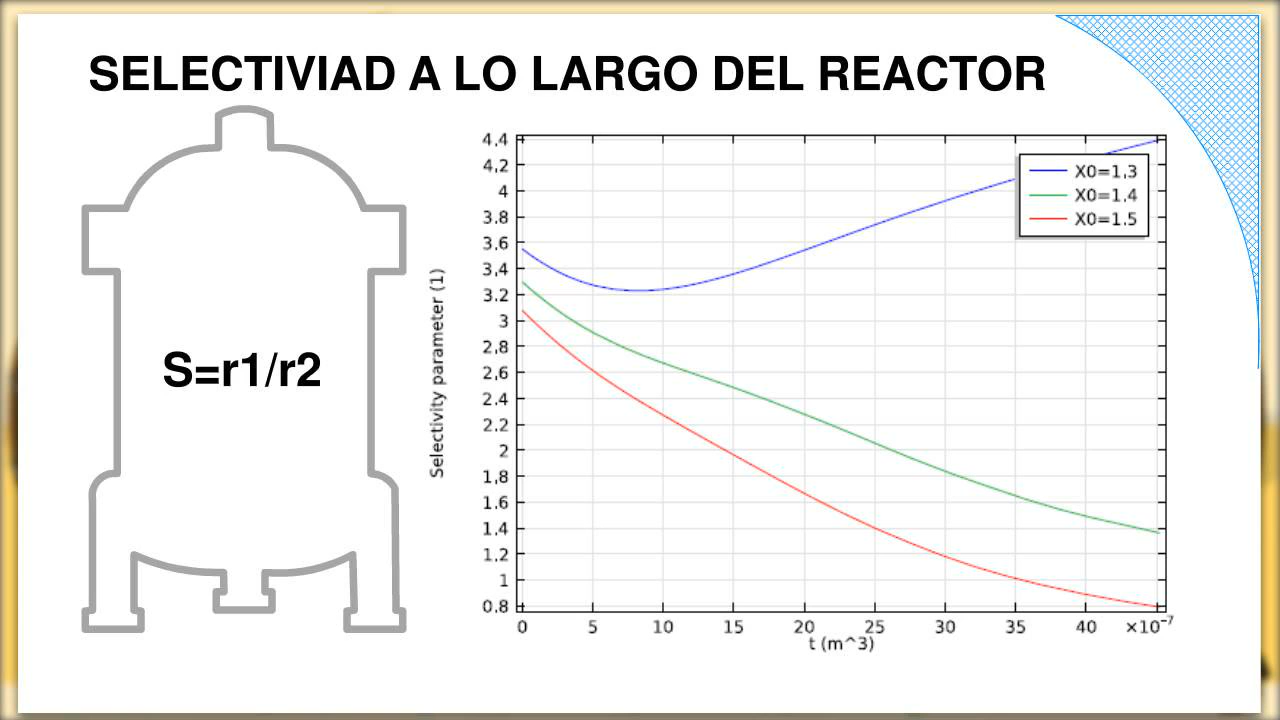 SELECTIVIAD A LO LARGO DEL REACTOR
S=r1/r2
Selectivity parameter (1)
4.4
4.2
4
3.8
3.6
3.4
3.2
3
2.8
2.6
2.4
2.2
2
1.8
1.6
1.4
1.2
1
0.8
X0=1.3
X0=1.4
X0=1.5
0 5 10 15 20 25 30 35 40 ×10⁻⁷
t (m^3)